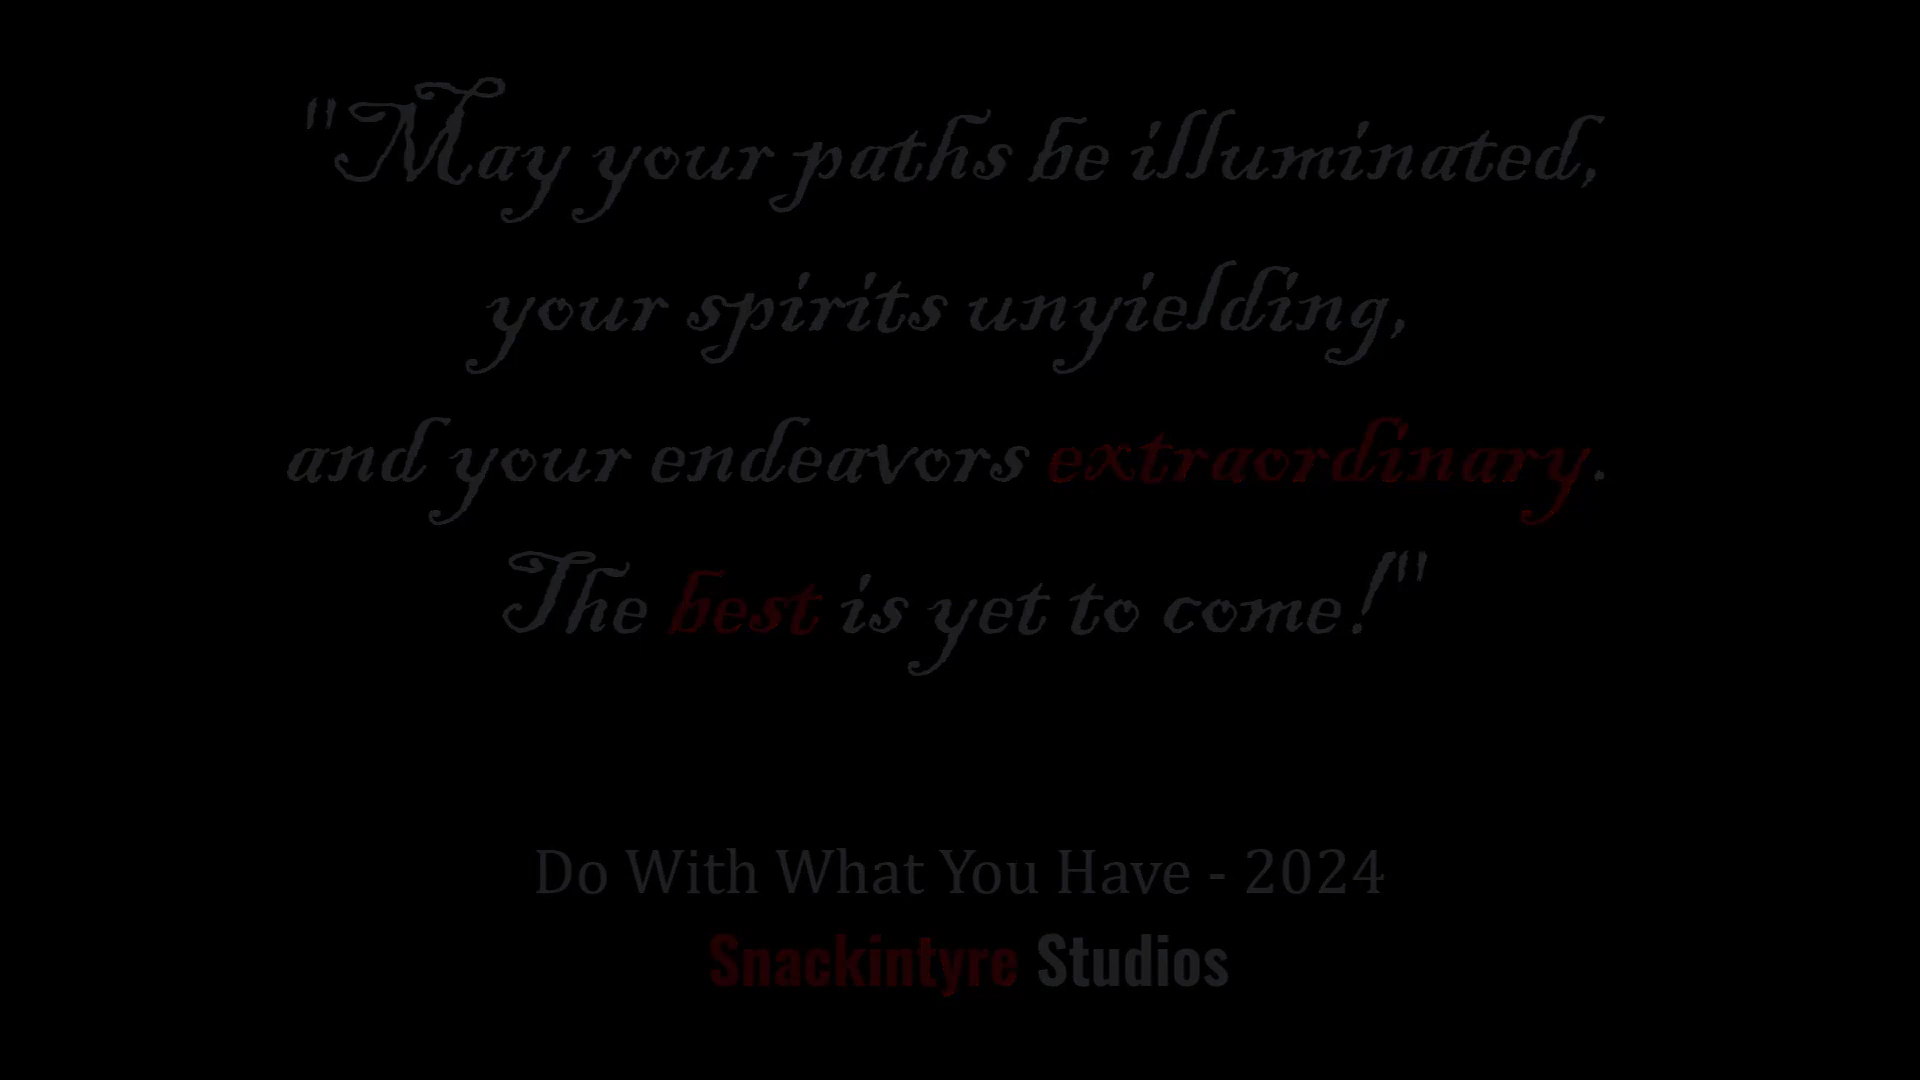 "May your paths be illuminated,
your spirits unyielding,
and your endeavors extraordinary.
The best is yet to come!"
Do With What You Have - 2024
Snackintyre Studios